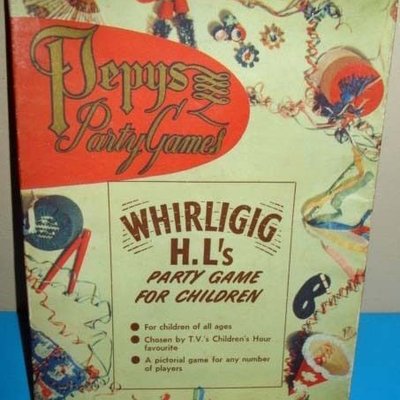 Pepys
Party Games
WHIRLIGIG
H.L's
PARTY GAME
FOR CHILDREN
● For children of all ages
● Chosen by T.V.'s Children's Hour
favourite
● A pictorial game for any number
of players